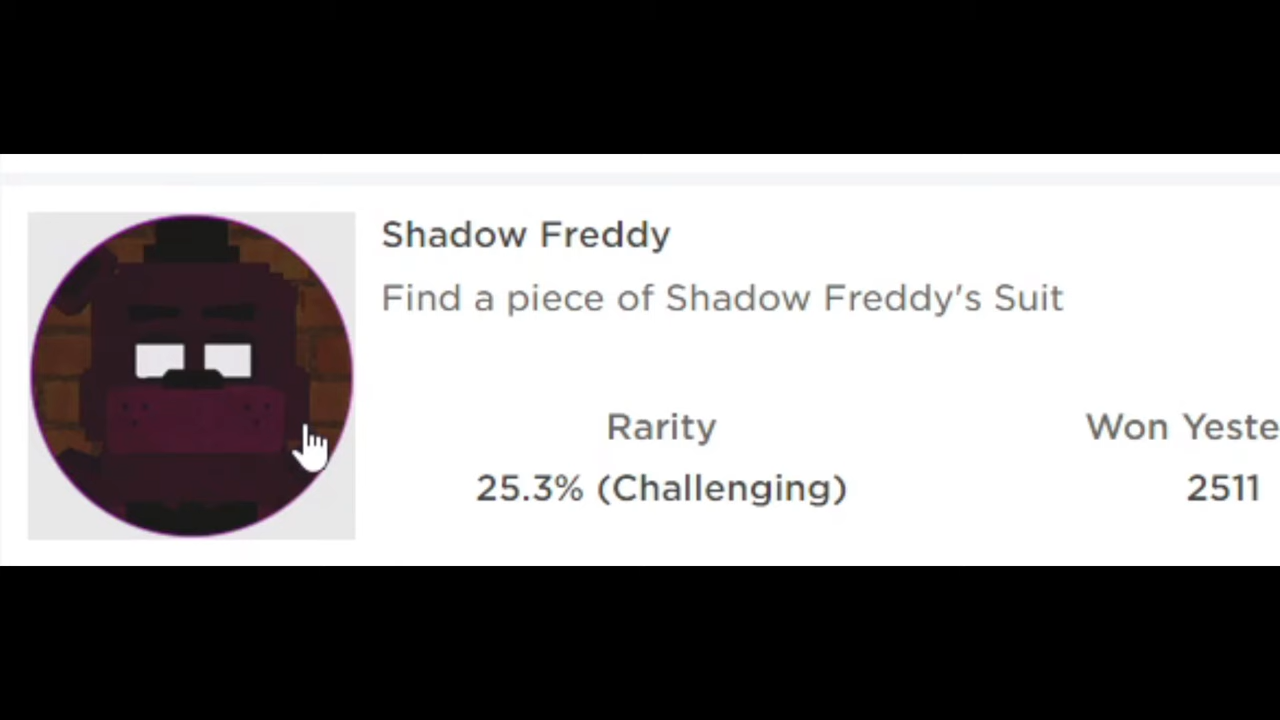 Shadow Freddy
Find a piece of Shadow Freddy's Suit
Rarity
Won Yeste
25.3% (Challenging)
2511